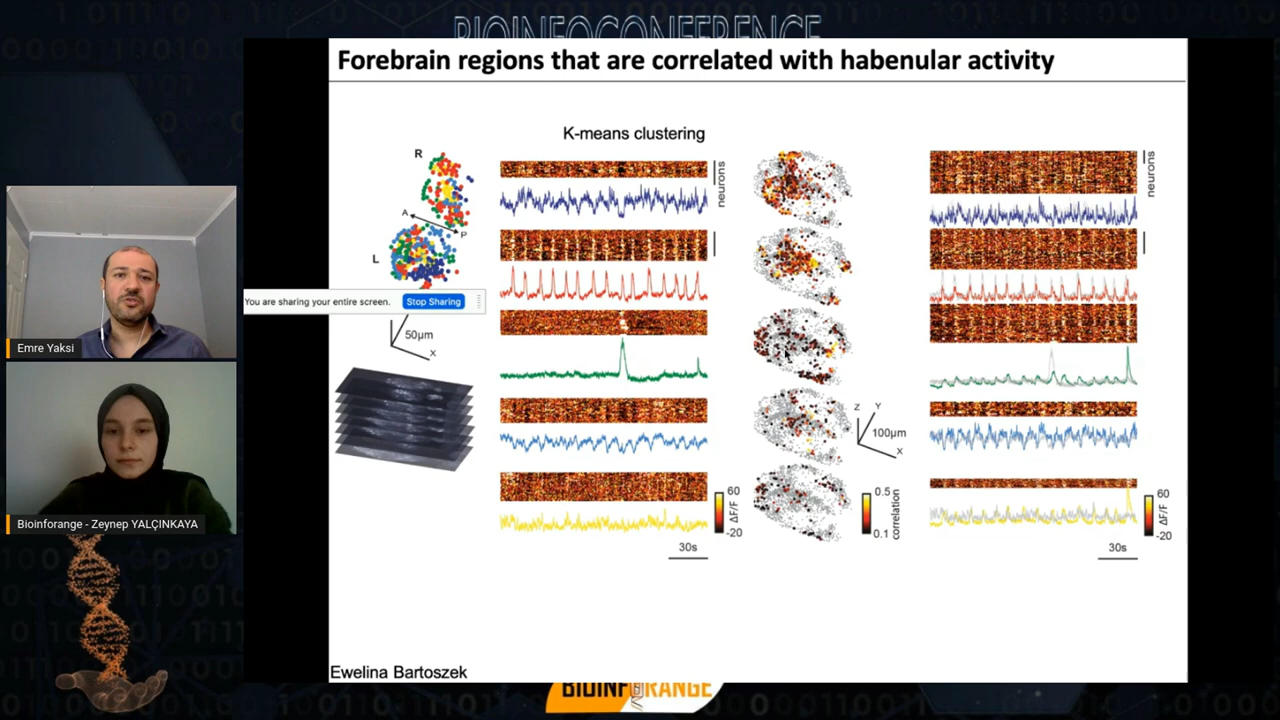 BIOINFOCONFERENCE
Forebrain regions that are correlated with habenular activity
K-means clustering
R
A
P
L
You are sharing your entire screen.
Stop Sharing
50µm
X
neurons
60
ΔF/F
-20
30s
Z
Y
100µm
X
0.5
correlation
0.1
neurons
60
ΔF/F
-20
30s
Emre Yaksi
Bioinforange - Zeynep YALÇINKAYA
Ewelina Bartoszek
BIOINFORANGE